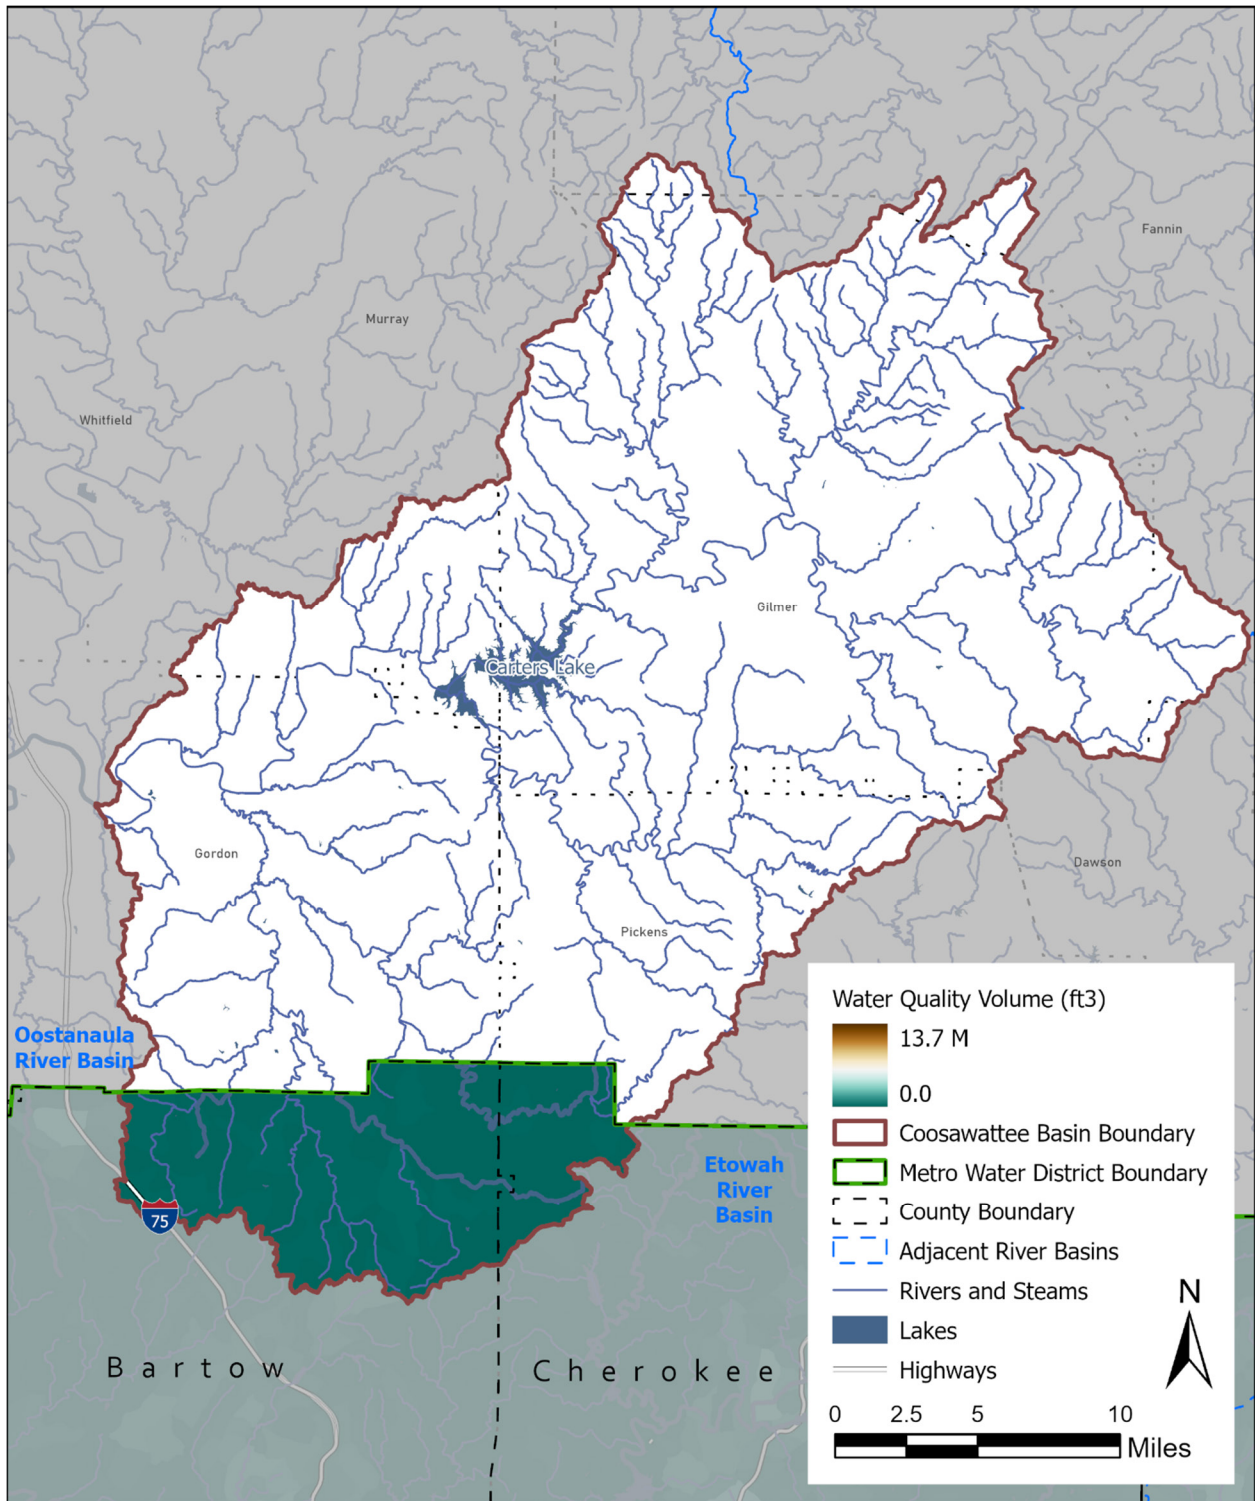 Fannin
Murray
Whitfield
Carters Lake
Gilmer
Gordon
Dawson
Pickens
Oostanaula
River Basin
Etowah
River
Basin
75
Bartow
Cherokee
Water Quality Volume (ft3)
13.7 M
0.0
Coosawattee Basin Boundary
Metro Water District Boundary
County Boundary
Adjacent River Basins
Rivers and Steams
Lakes
Highways
N
0 2.5 5 10
Miles